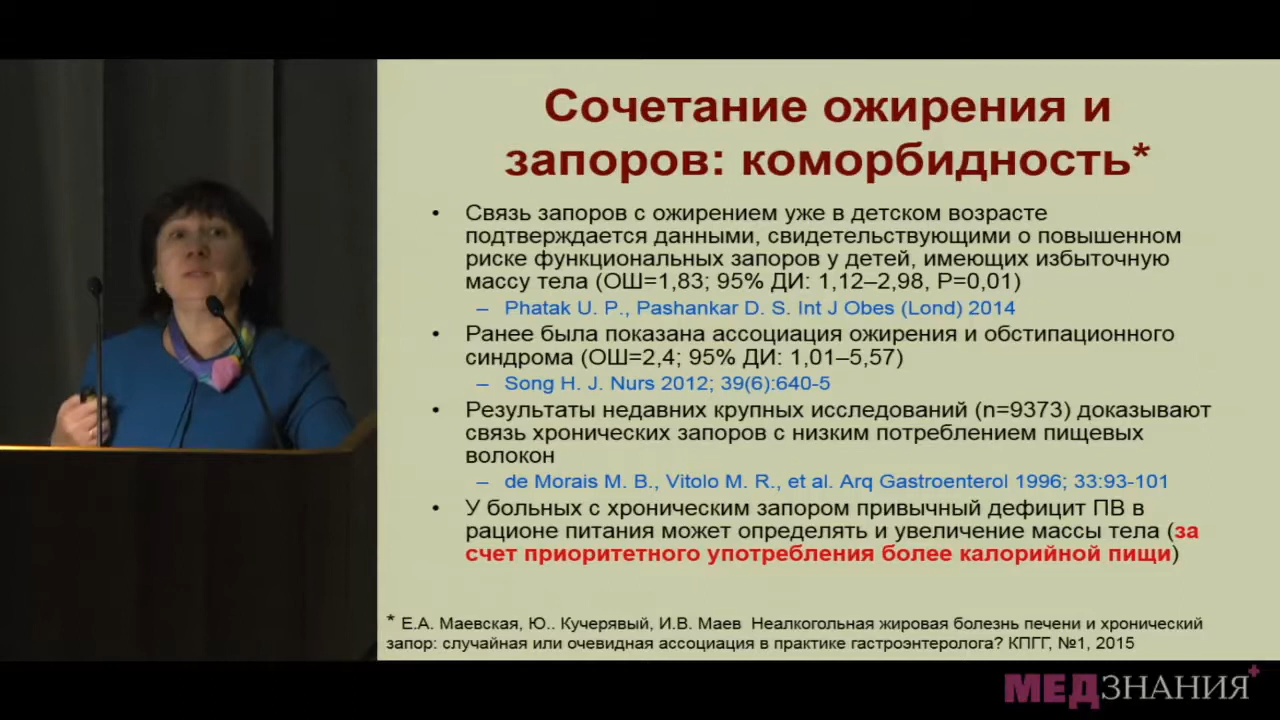 Сочетание ожирения и
запоров: коморбидность*
• Связь запоров с ожирением уже в детском возрасте
подтверждается данными, свидетельствующими о повышенном
риске функциональных запоров у детей, имеющих избыточную
массу тела (ОШ=1,83; 95% ДИ: 1,12–2,98, P=0,01)
– Phatak U. P., Pashankar D. S. Int J Obes (Lond) 2014
• Ранее была показана ассоциация ожирения и обстипационного
синдрома (ОШ=2,4; 95% ДИ: 1,01–5,57)
– Song H. J. Nurs 2012; 39(6):640-5
• Результаты недавних крупных исследований (n=9373) доказывают
связь хронических запоров с низким потреблением пищевых
волокон
– de Morais M. B., Vitolo M. R., et al. Arq Gastroenterol 1996; 33:93-101
• У больных с хроническим запором привычный дефицит ПВ в
рационе питания может определять и увеличение массы тела (за
счет приоритетного употребления более калорийной пищи)
* Е.А. Маевская, Ю.. Кучерявый, И.В. Маев Неалкогольная жировая болезнь печени и хронический
запор: случайная или очевидная ассоциация в практике гастроэнтеролога? КПГГ, №1, 2015
МЕДЗНАНИЯ+